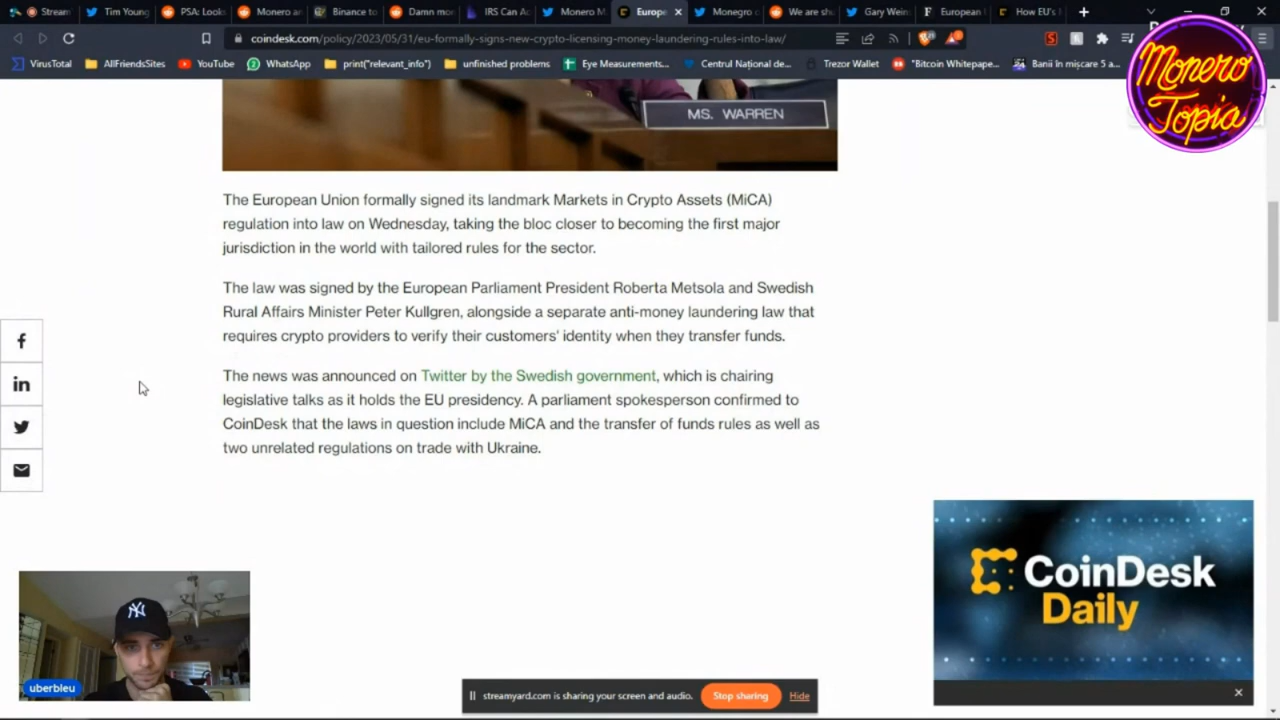 Stream
Tim Young
PSA: Looks
Monero an
Binance to
Damn mor
IRS Can Ac
Monero M
Europe
Monegro c
We are sh
Gary Wein
European
How EU's
coindesk.com/policy/2023/05/31/eu-formally-signs-new-crypto-licensing-money-laundering-rules-into-law/
VirusTotal
AllFriendsSites
YouTube
WhatsApp
print("relevant_info")
unfinished problems
Eye Measurements...
Centrul Național de...
Trezor Wallet
"Bitcoin Whitepape...
Banii în mișcare 5 a...
Monero
Topia
MS. WARREN
The European Union formally signed its landmark Markets in Crypto Assets (MiCA)
regulation into law on Wednesday, taking the bloc closer to becoming the first major
jurisdiction in the world with tailored rules for the sector.
The law was signed by the European Parliament President Roberta Metsola and Swedish
Rural Affairs Minister Peter Kullgren, alongside a separate anti-money laundering law that
requires crypto providers to verify their customers' identity when they transfer funds.
The news was announced on Twitter by the Swedish government, which is chairing
legislative talks as it holds the EU presidency. A parliament spokesperson confirmed to
CoinDesk that the laws in question include MiCA and the transfer of funds rules as well as
two unrelated regulations on trade with Ukraine.
CoinDesk
Daily
NY
uberbleu
streamyard.com is sharing your screen and audio.
Stop sharing
Hide